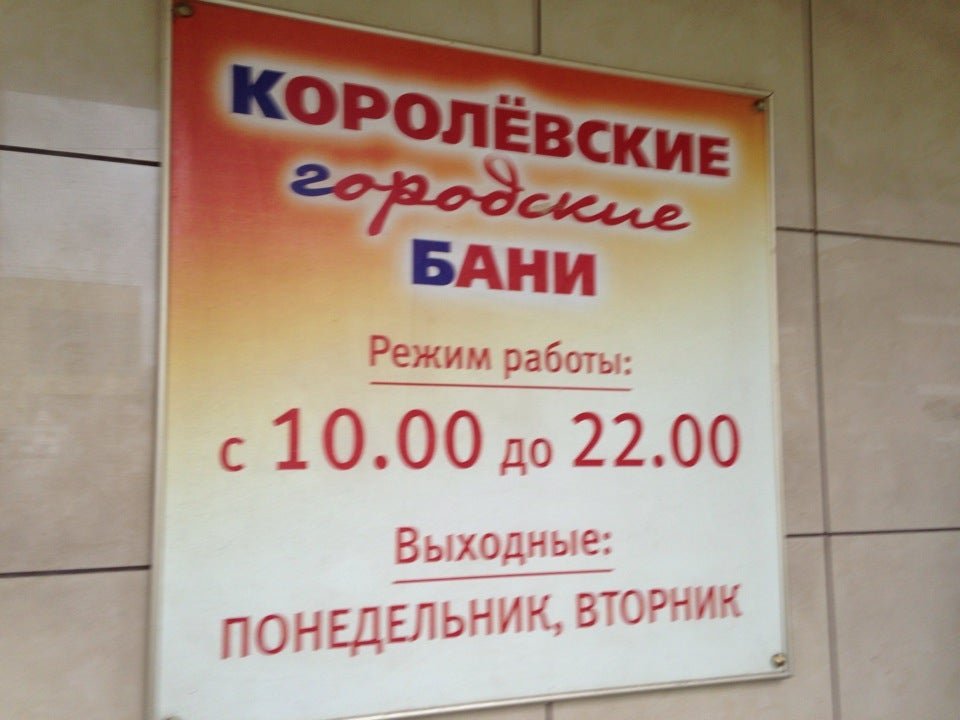 КОРОЛЁВСКИЕ
городские
БАНИ
Режим работы:
с 10.00 до 22.00
Выходные:
ПОНЕДЕЛЬНИК, ВТОРНИК